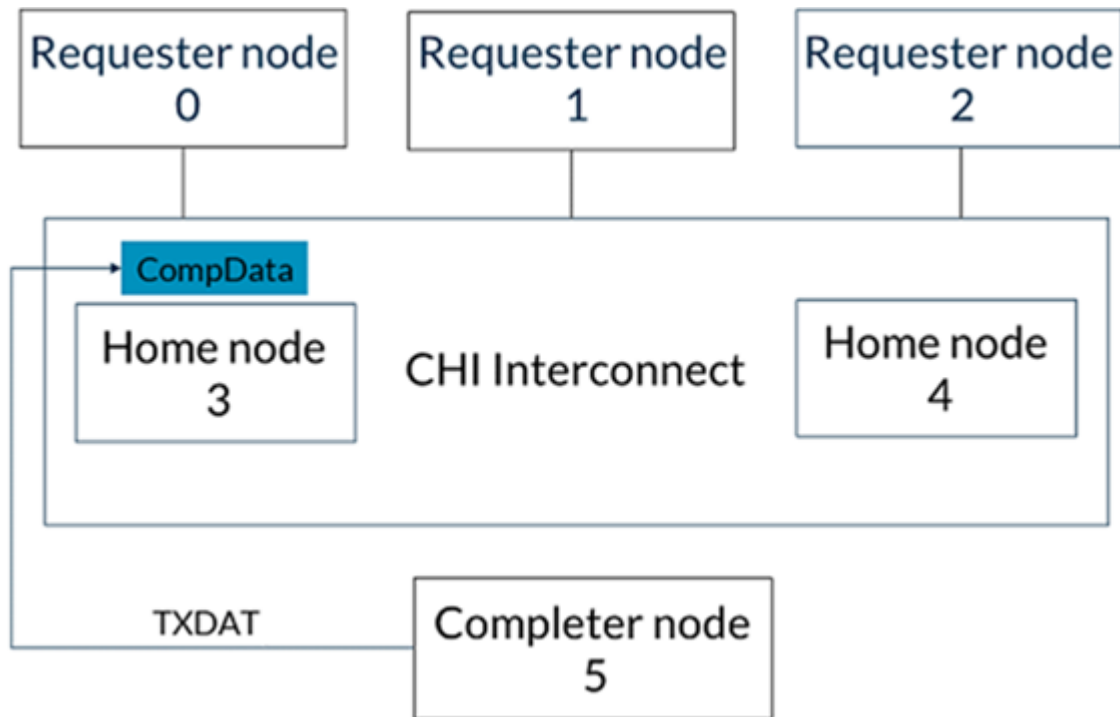 Requester node
0
Requester node
1
Requester node
2
CompData
Home node
3
CHI Interconnect
Home node
4
TXDAT
Completer node
5